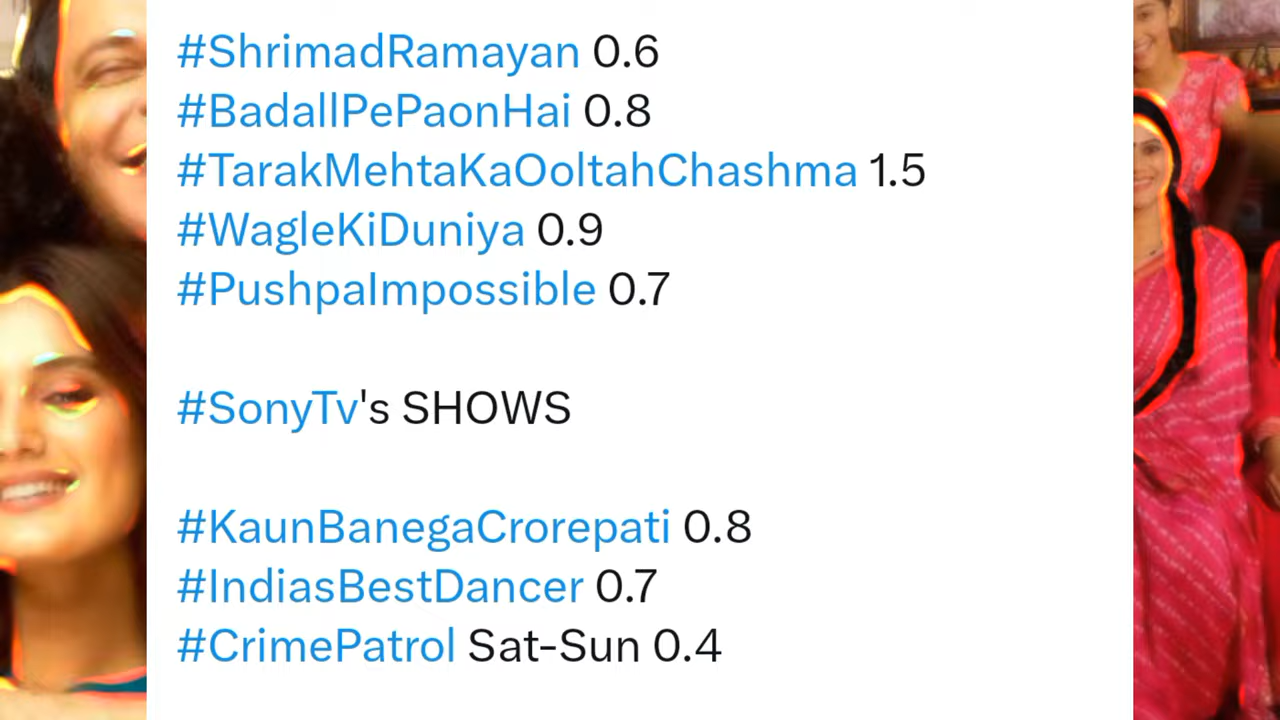 #ShrimadRamayan 0.6
#BadallPePaonHai 0.8
#TarakMehtaKaOoltahChashma 1.5
#WagleKiDuniya 0.9
#PushpaImpossible 0.7
#SonyTv's SHOWS
#KaunBanegaCrorepati 0.8
#IndiasBestDancer 0.7
#CrimePatrol Sat-Sun 0.4